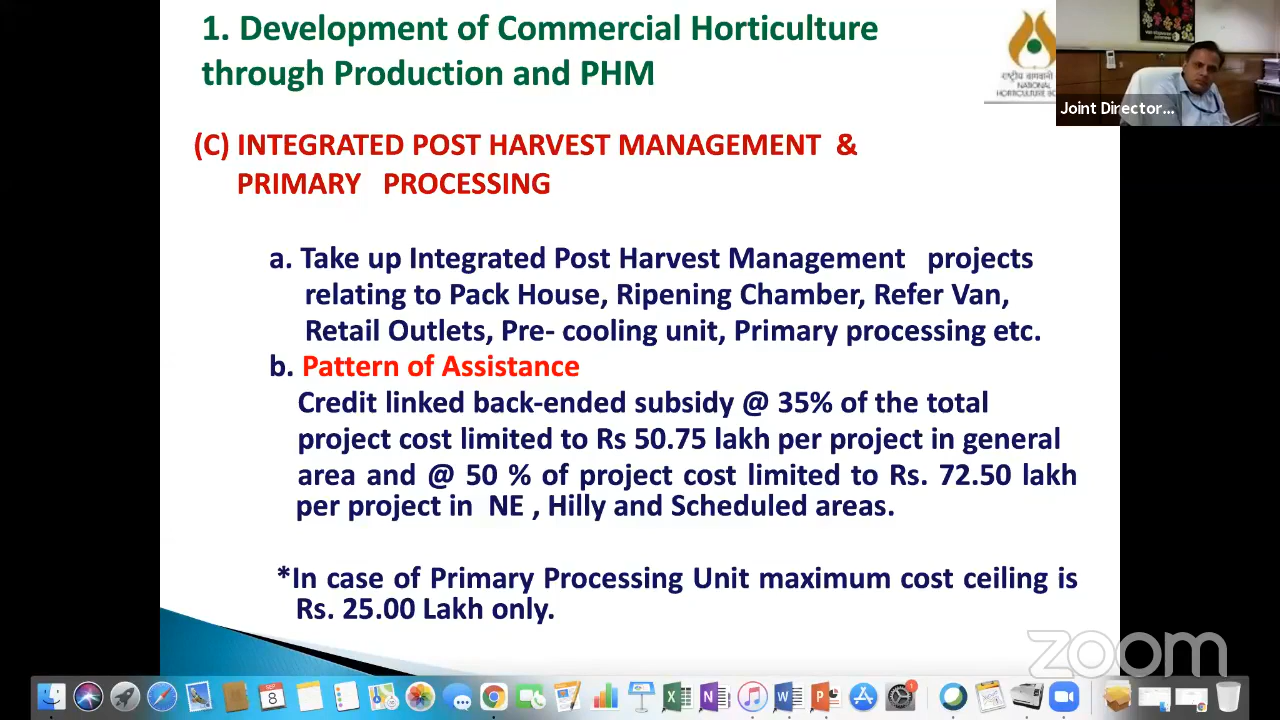 1. Development of Commercial Horticulture
through Production and PHM
राष्ट्रीय बागवानी
NATIONAL
HORTICULTURE
Joint Director...
(C) INTEGRATED POST HARVEST MANAGEMENT &
PRIMARY PROCESSING
a. Take up Integrated Post Harvest Management projects
relating to Pack House, Ripening Chamber, Refer Van,
Retail Outlets, Pre- cooling unit, Primary processing etc.
b. Pattern of Assistance
Credit linked back-ended subsidy @ 35% of the total
project cost limited to Rs 50.75 lakh per project in general
area and @ 50 % of project cost limited to Rs. 72.50 lakh
per project in NE , Hilly and Scheduled areas.
*In case of Primary Processing Unit maximum cost ceiling is
Rs. 25.00 Lakh only.
zoom
8